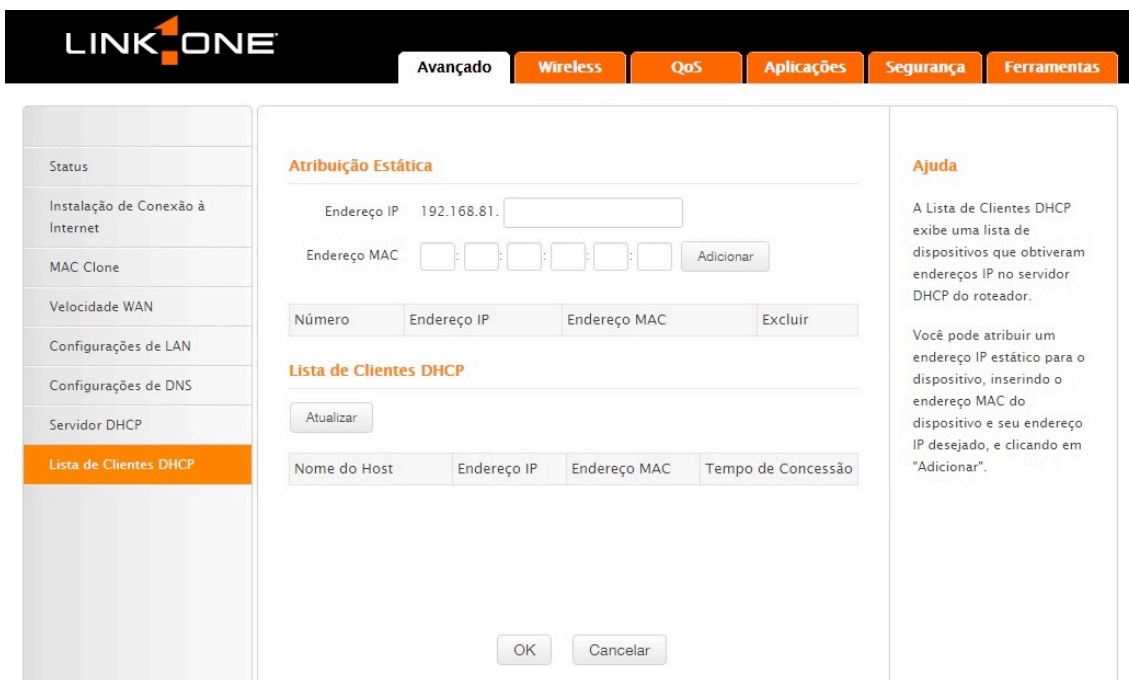 LINK ONE
Avançado
Wireless
QoS
Aplicações
Segurança
Ferramentas
Status
Instalação de Conexão à
Internet
MAC Clone
Velocidade WAN
Configurações de LAN
Configurações de DNS
Servidor DHCP
Lista de Clientes DHCP
Atribuição Estática
Endereço IP 192.168.81.
Endereço MAC : : : : : Adicionar
Número Endereço IP Endereço MAC Excluir
Lista de Clientes DHCP
Atualizar
Nome do Host Endereço IP Endereço MAC Tempo de Concessão
OK Cancelar
Ajuda
A Lista de Clientes DHCP
exibe uma lista de
dispositivos que obtiveram
endereços IP no servidor
DHCP do roteador.
Você pode atribuir um
endereço IP estático para o
dispositivo, inserindo o
endereço MAC do
dispositivo e seu endereço
IP desejado, e clicando em
"Adicionar".